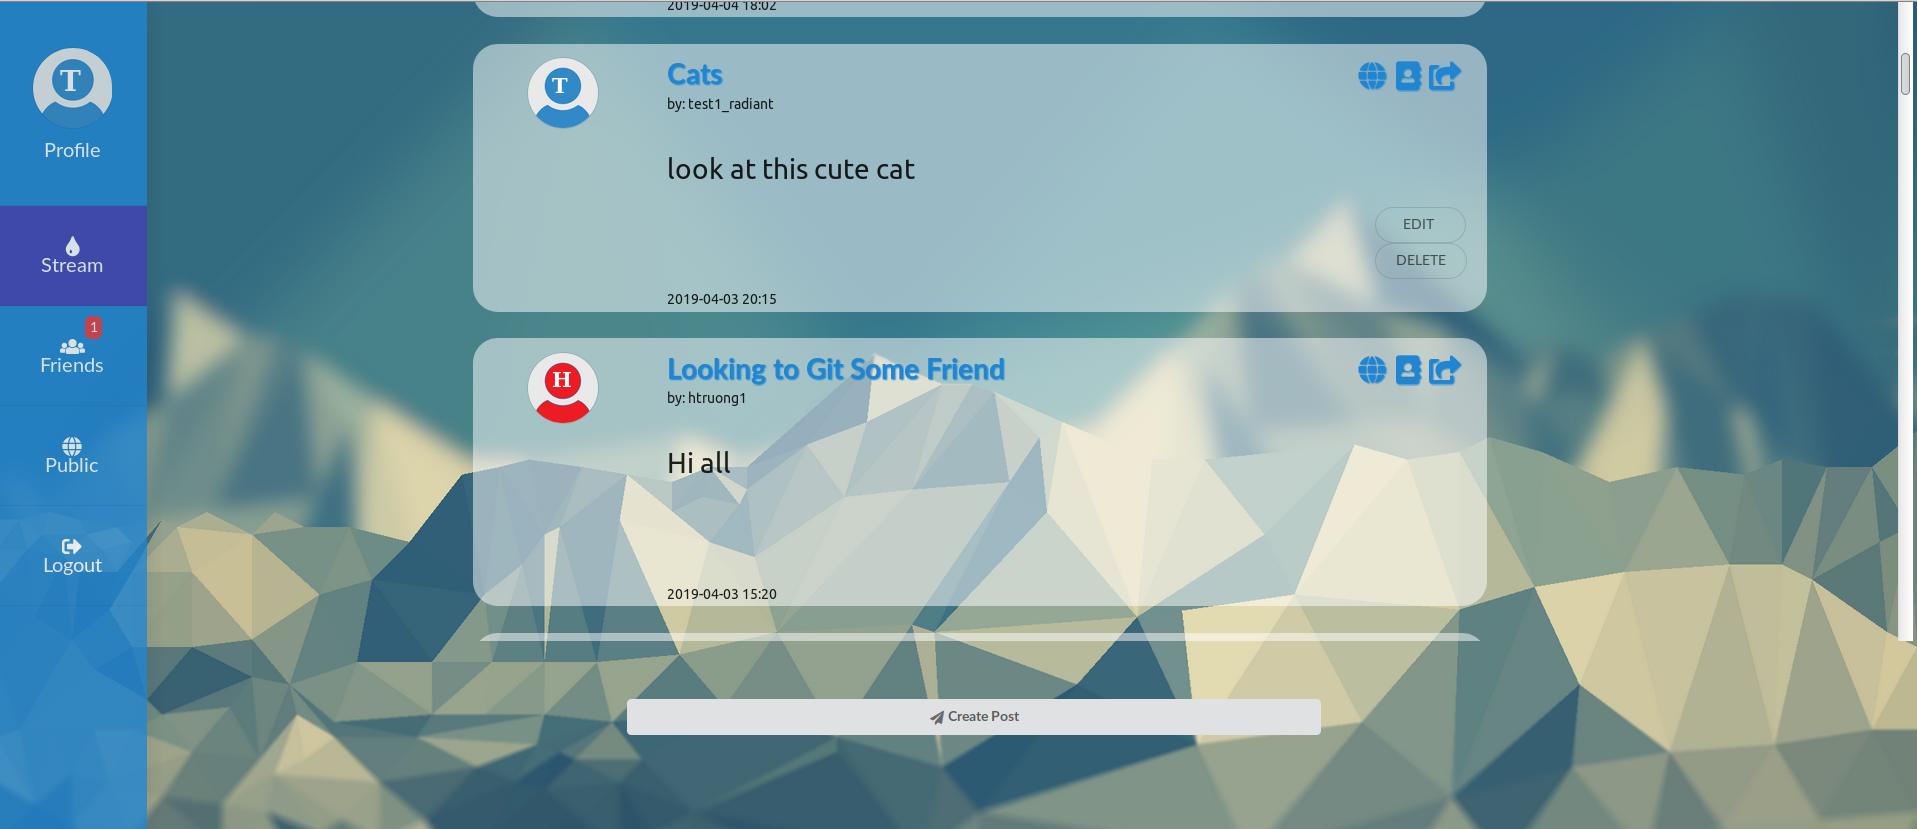 2019-04-04 18:02
T
Profile
Stream
1
Friends
Public
Logout
T
Cats
by: test1_radiant
look at this cute cat
EDIT
DELETE
2019-04-03 20:15
H
Looking to Git Some Friend
by: htruong1
Hi all
2019-04-03 15:20
Create Post